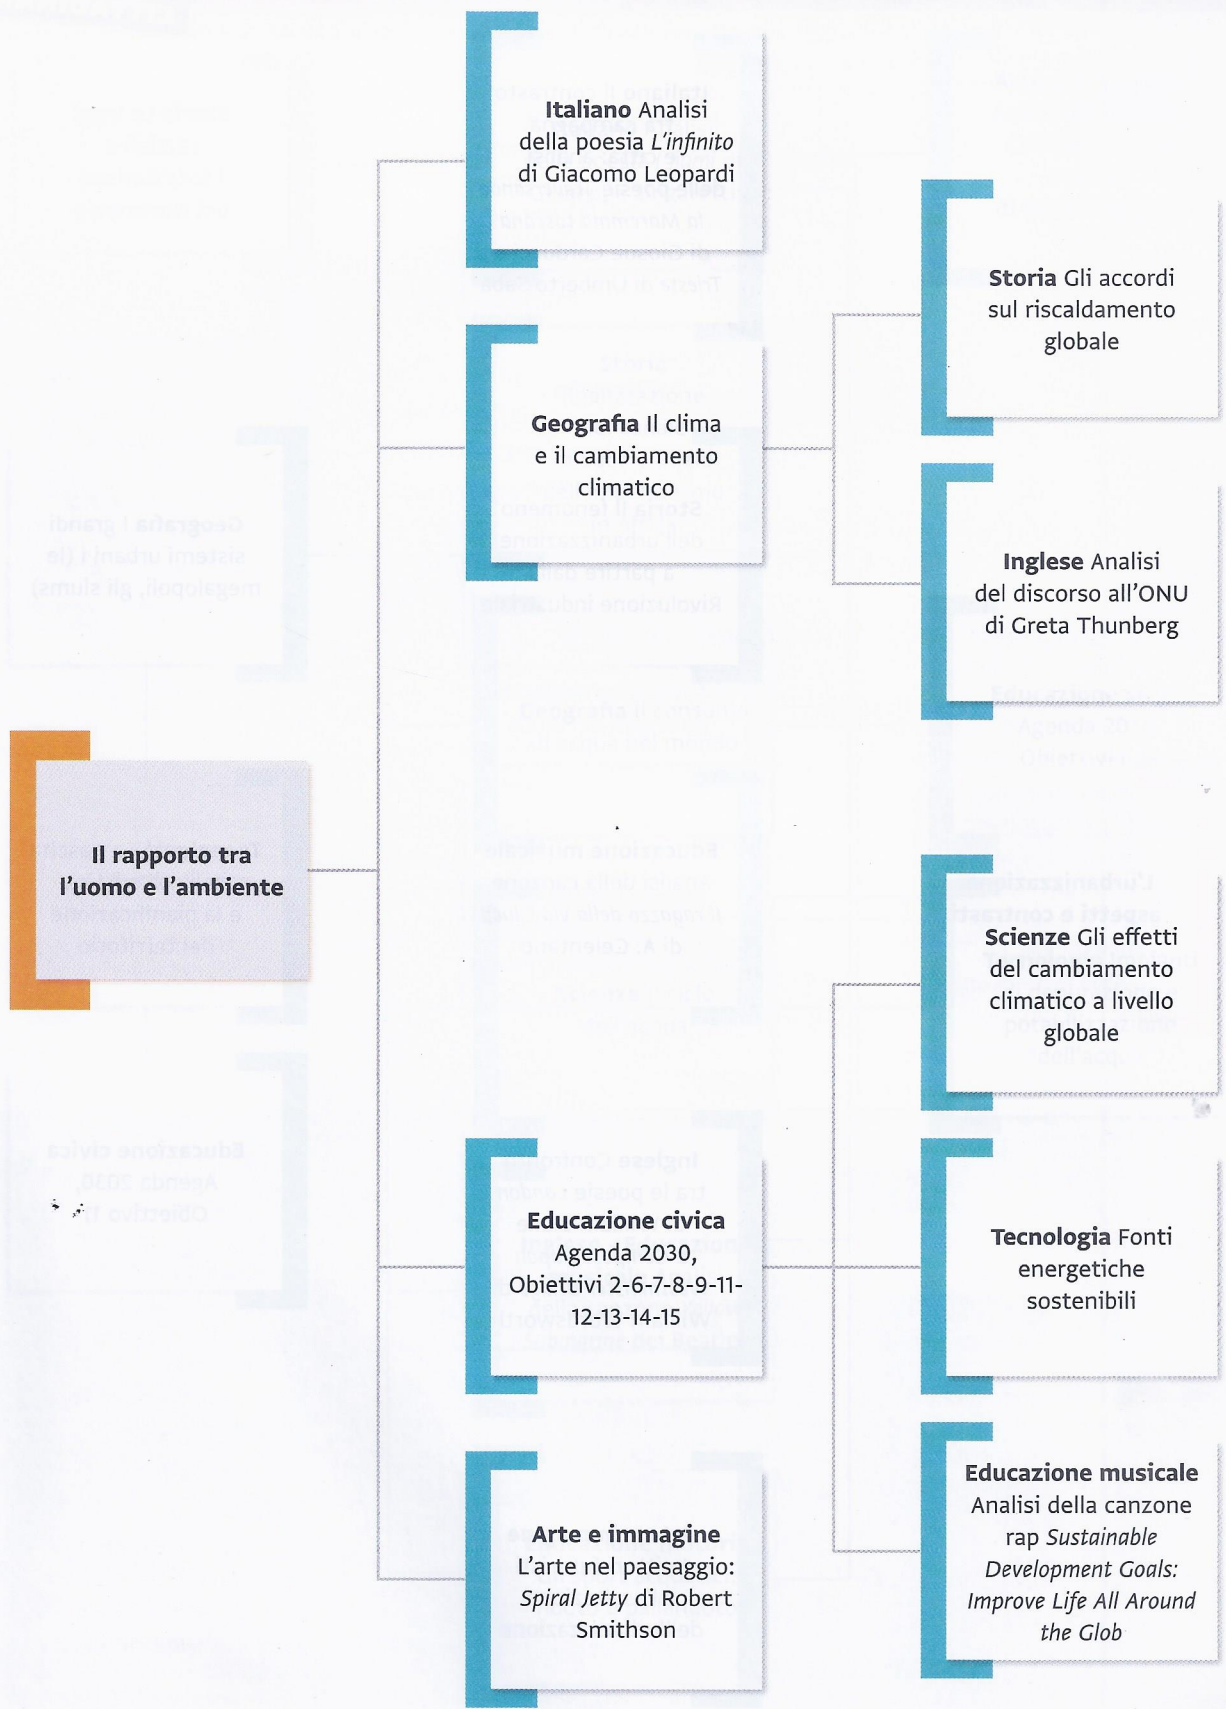 Italiano Analisi
della poesia L'infinito
di Giacomo Leopardi
Geografia Il clima
e il cambiamento
climatico
Storia Gli accordi
sul riscaldamento
globale
Inglese Analisi
del discorso all'ONU
di Greta Thunberg
Il rapporto tra
l'uomo e l'ambiente
Educazione civica
Agenda 2030,
Obiettivi 2-6-7-8-9-11-
12-13-14-15
Scienze Gli effetti
del cambiamento
climatico a livello
globale
Tecnologia Fonti
energetiche
sostenibili
Educazione musicale
Analisi della canzone
rap Sustainable
Development Goals:
Improve Life All Around
the Glob
Arte e immagine
L'arte nel paesaggio:
Spiral Jetty di Robert
Smithson